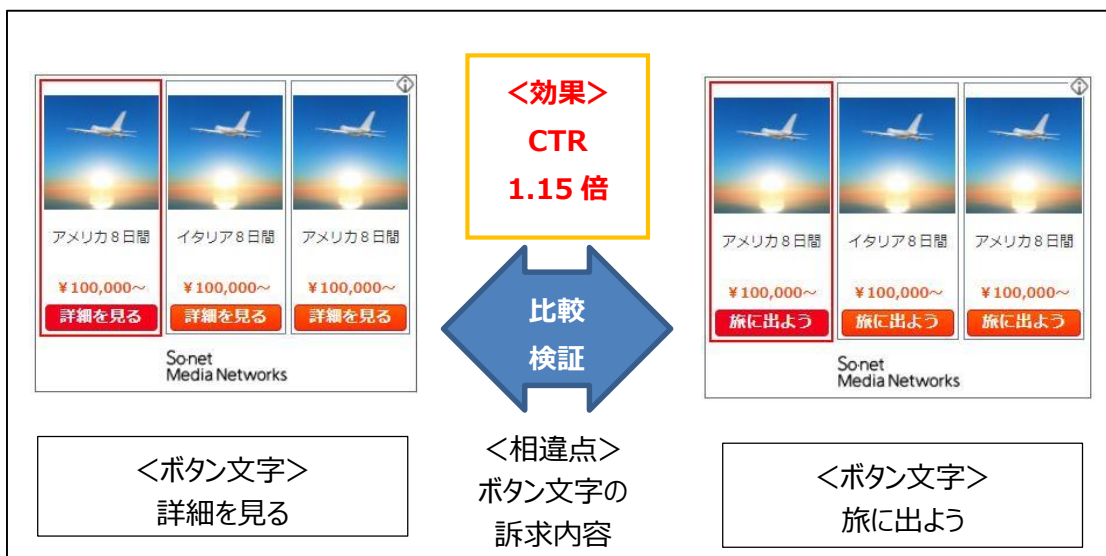 アメリカ８日間
￥100,000～
詳細を見る
イタリア８日間
￥100,000～
詳細を見る
アメリカ８日間
￥100,000～
詳細を見る
So-net
Media Networks
＜ボタン文字＞
詳細を見る
＜効果＞
CTR
1.15 倍
比較
検証
＜相違点＞
ボタン文字の
訴求内容
アメリカ８日間
￥100,000～
旅に出よう
イタリア８日間
￥100,000～
旅に出よう
アメリカ８日間
￥100,000～
旅に出よう
So-net
Media Networks
＜ボタン文字＞
旅に出よう